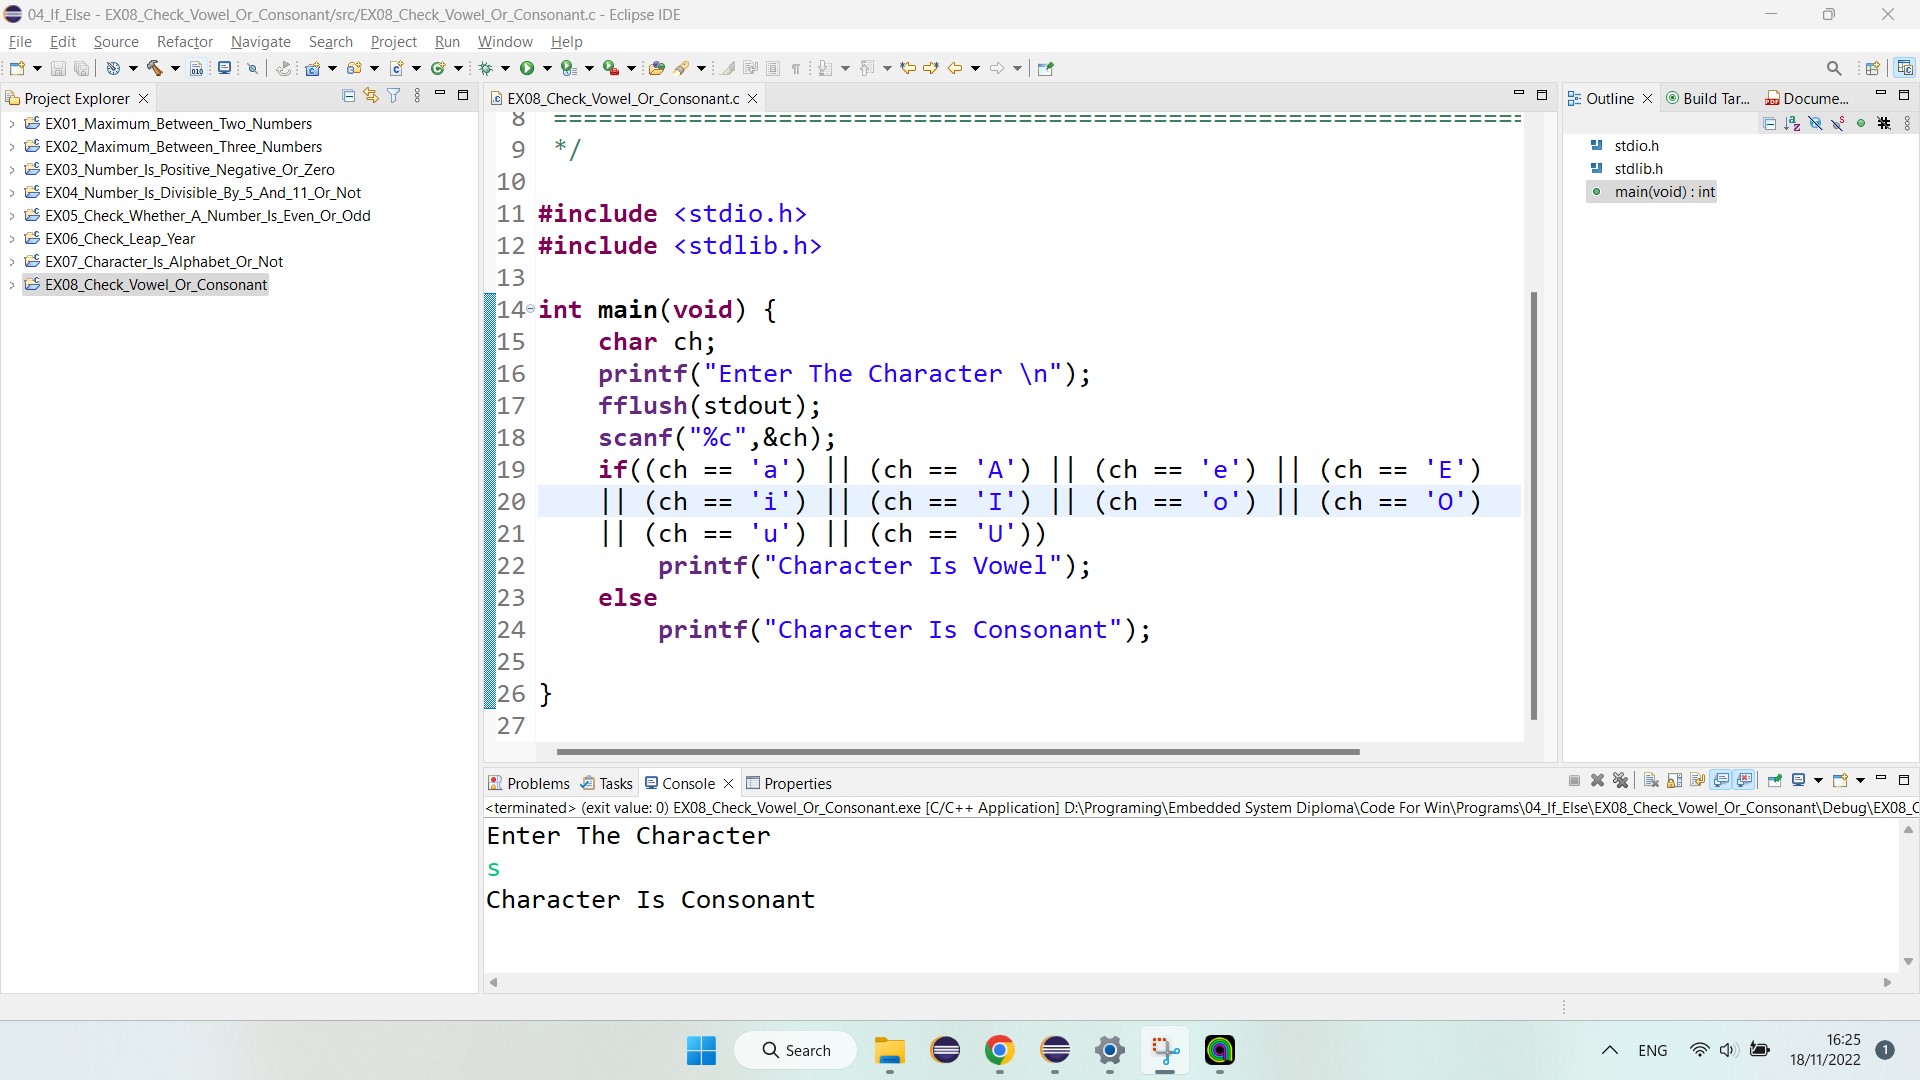 04_If_Else - EX08_Check_Vowel_Or_Consonant/src/EX08_Check_Vowel_Or_Consonant.c - Eclipse IDE
File Edit Source Refactor Navigate Search Project Run Window Help
Project Explorer
EX01_Maximum_Between_Two_Numbers
EX02_Maximum_Between_Three_Numbers
EX03_Number_Is_Positive_Negative_Or_Zero
EX04_Number_Is_Divisible_By_5_And_11_Or_Not
EX05_Check_Whether_A_Number_Is_Even_Or_Odd
EX06_Check_Leap_Year
EX07_Character_Is_Alphabet_Or_Not
EX08_Check_Vowel_Or_Consonant
EX08_Check_Vowel_Or_Consonant.c
8 =================================================================
9 */
10
11 #include <stdio.h>
12 #include <stdlib.h>
13
14 int main(void) {
15 char ch;
16 printf("Enter The Character \n");
17 fflush(stdout);
18 scanf("%c",&ch);
19 if((ch == 'a') || (ch == 'A') || (ch == 'e') || (ch == 'E')
20 || (ch == 'i') || (ch == 'I') || (ch == 'o') || (ch == 'O')
21 || (ch == 'u') || (ch == 'U'))
22 printf("Character Is Vowel");
23 else
24 printf("Character Is Consonant");
25
26 }
27
Outline Build Tar... Docume...
stdio.h
stdlib.h
main(void) : int
Problems Tasks Console Properties
<terminated> (exit value: 0) EX08_Check_Vowel_Or_Consonant.exe [C/C++ Application] D:\Programing\Embedded System Diploma\Code For Win\Programs\04_If_Else\EX08_Check_Vowel_Or_Consonant\Debug\EX08_C
Enter The Character
s
Character Is Consonant
Search
ENG
16:25
18/11/2022
1